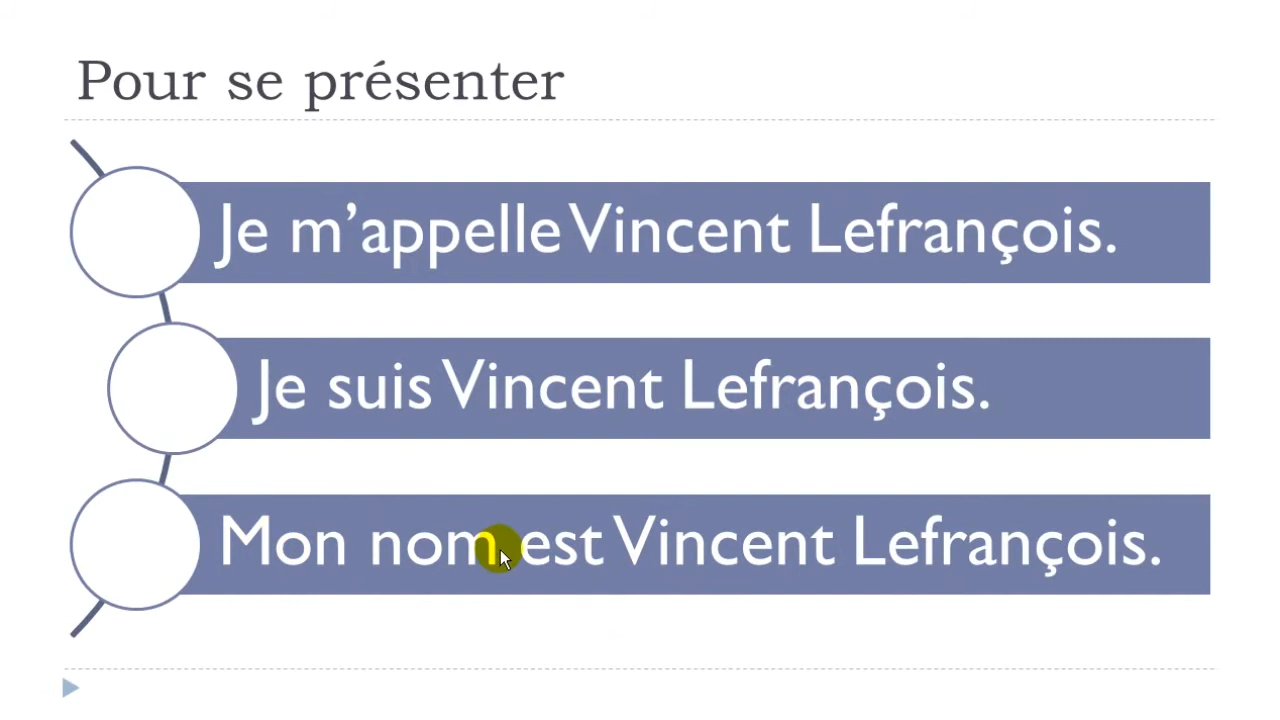 Pour se présenter
Je m’appelle Vincent Lefrançois.
Je suis Vincent Lefrançois.
Mon nom est Vincent Lefrançois.